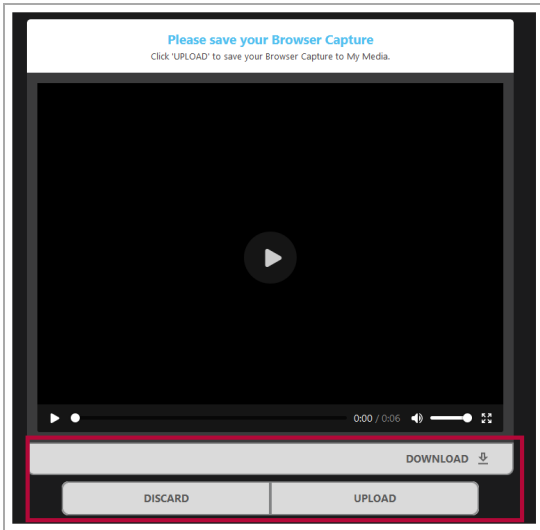 Please save your Browser Capture
Click 'UPLOAD' to save your Browser Capture to My Media.
0:00 / 0:06
DOWNLOAD
DISCARD
UPLOAD